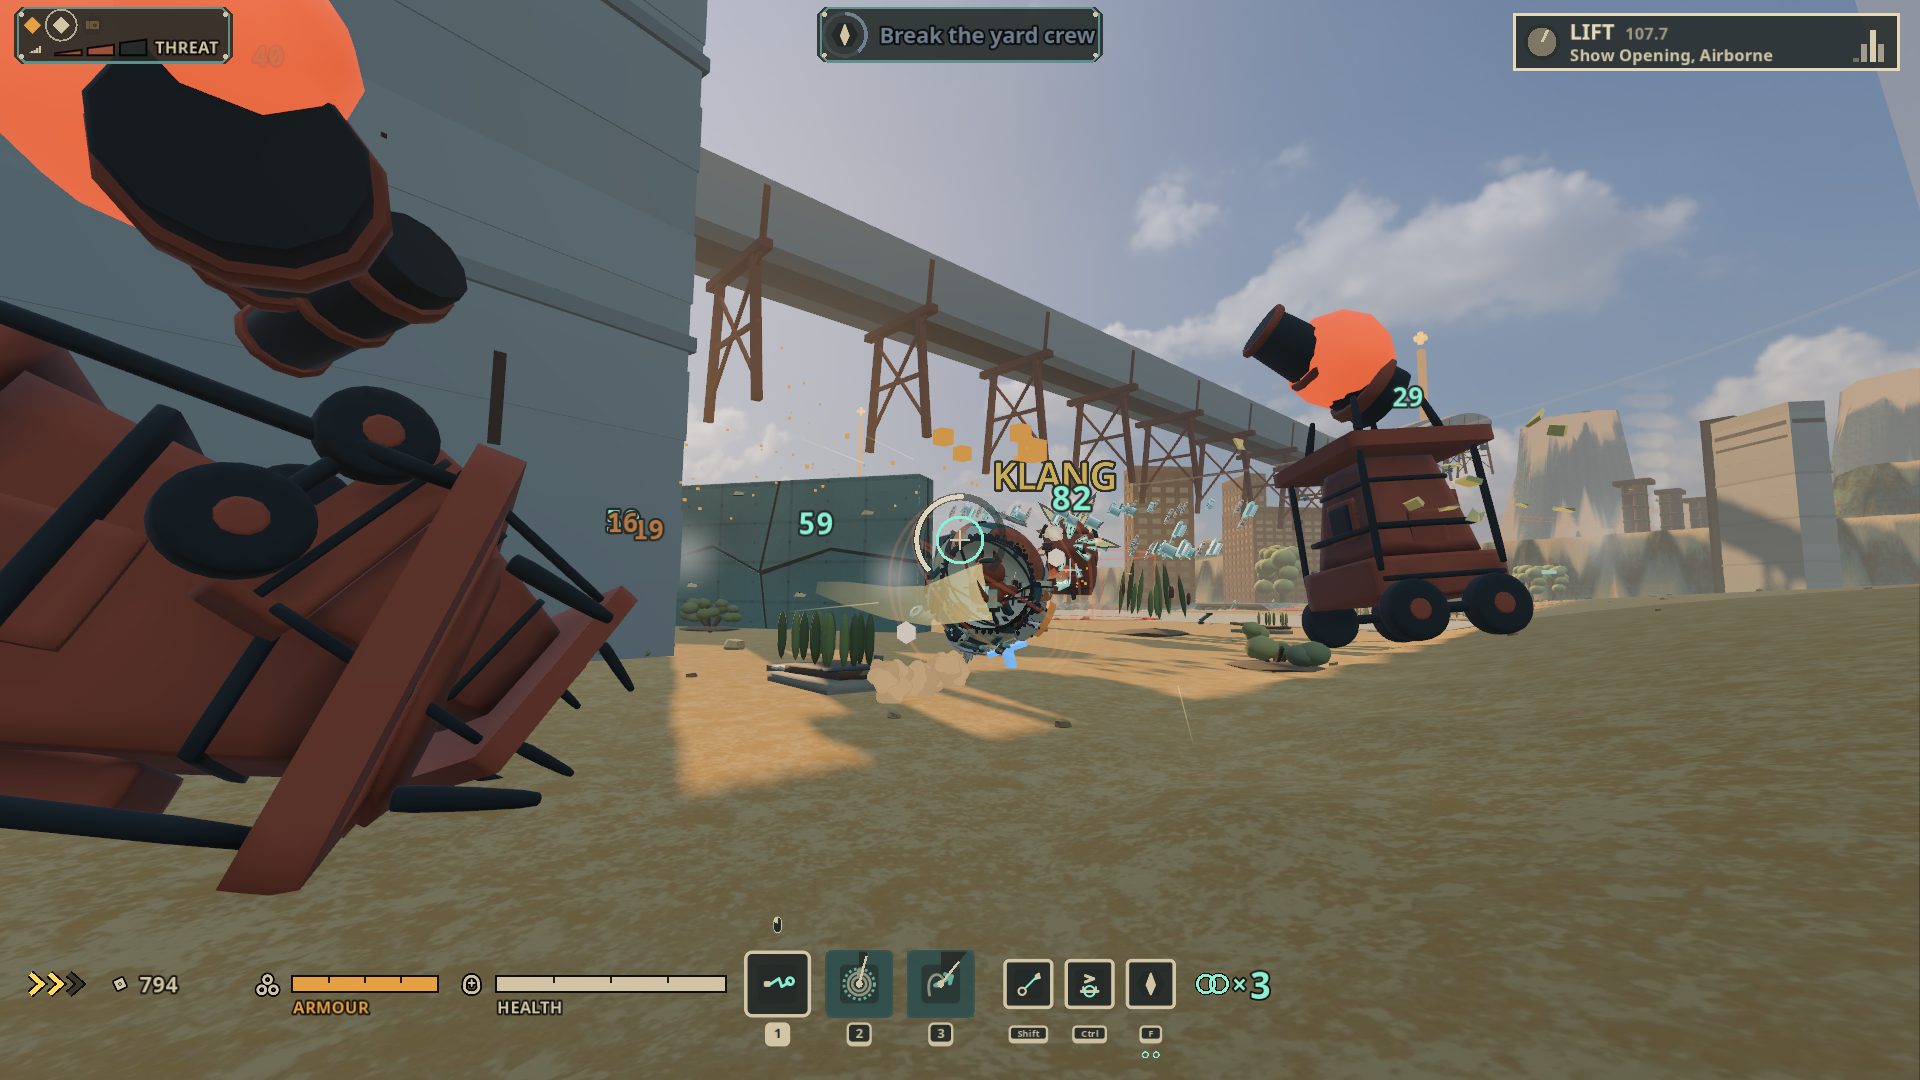 THREAT
40
Break the yard crew
LIFT 107.7
Show Opening, Airborne
29
KLANG
82
59
19
794
ARMOUR
HEALTH
×3
1
2
3
Shift
Ctrl
F